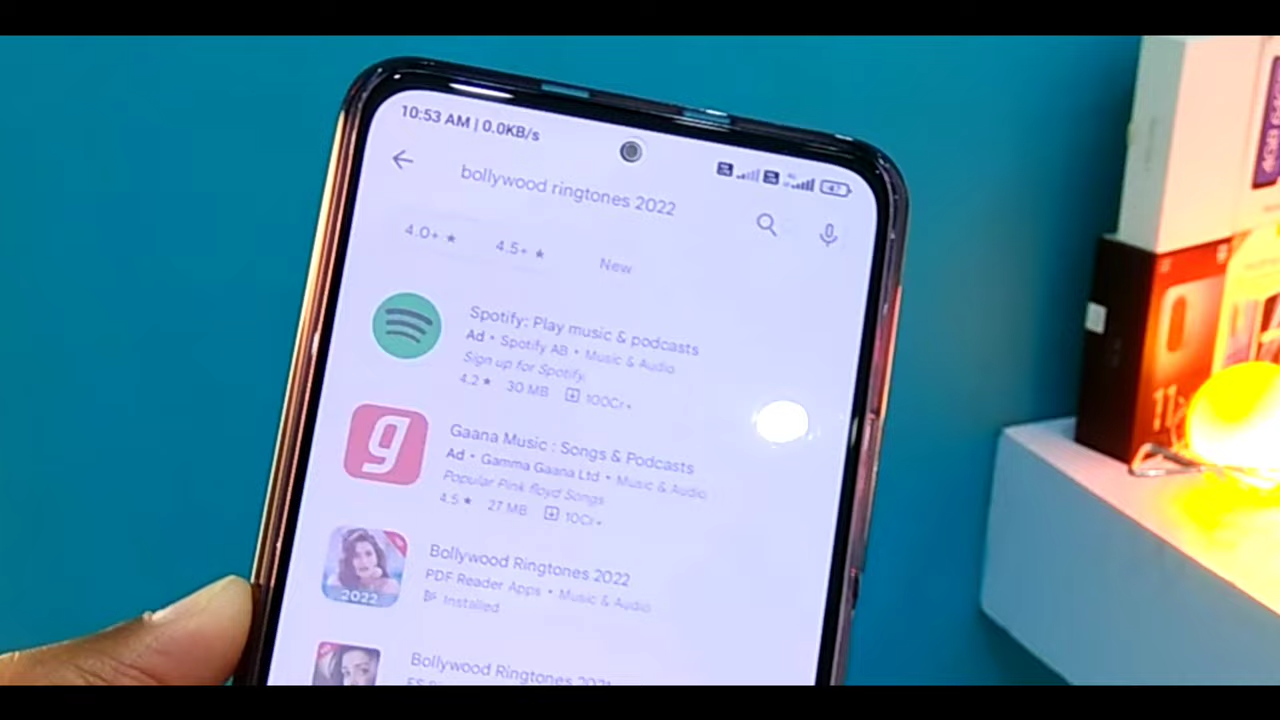 10:53 AM | 0.0KB/s
47
bollywood ringtones 2022
4.0+ ★
4.5+ ★
New
Spotify: Play music & podcasts
Ad • Spotify AB • Music & Audio
Sign up for Spotify.
4.2 ★ 30 MB 100Cr+
g
Gaana Music : Songs & Podcasts
Ad • Gamma Gaana Ltd • Music & Audio
Popular Pink floyd Songs
4.5 ★ 27 MB 10Cr+
2022
Bollywood Ringtones 2022
PDF Reader Apps • Music & Audio
Installed
Bollywood Ringtones 2021
11